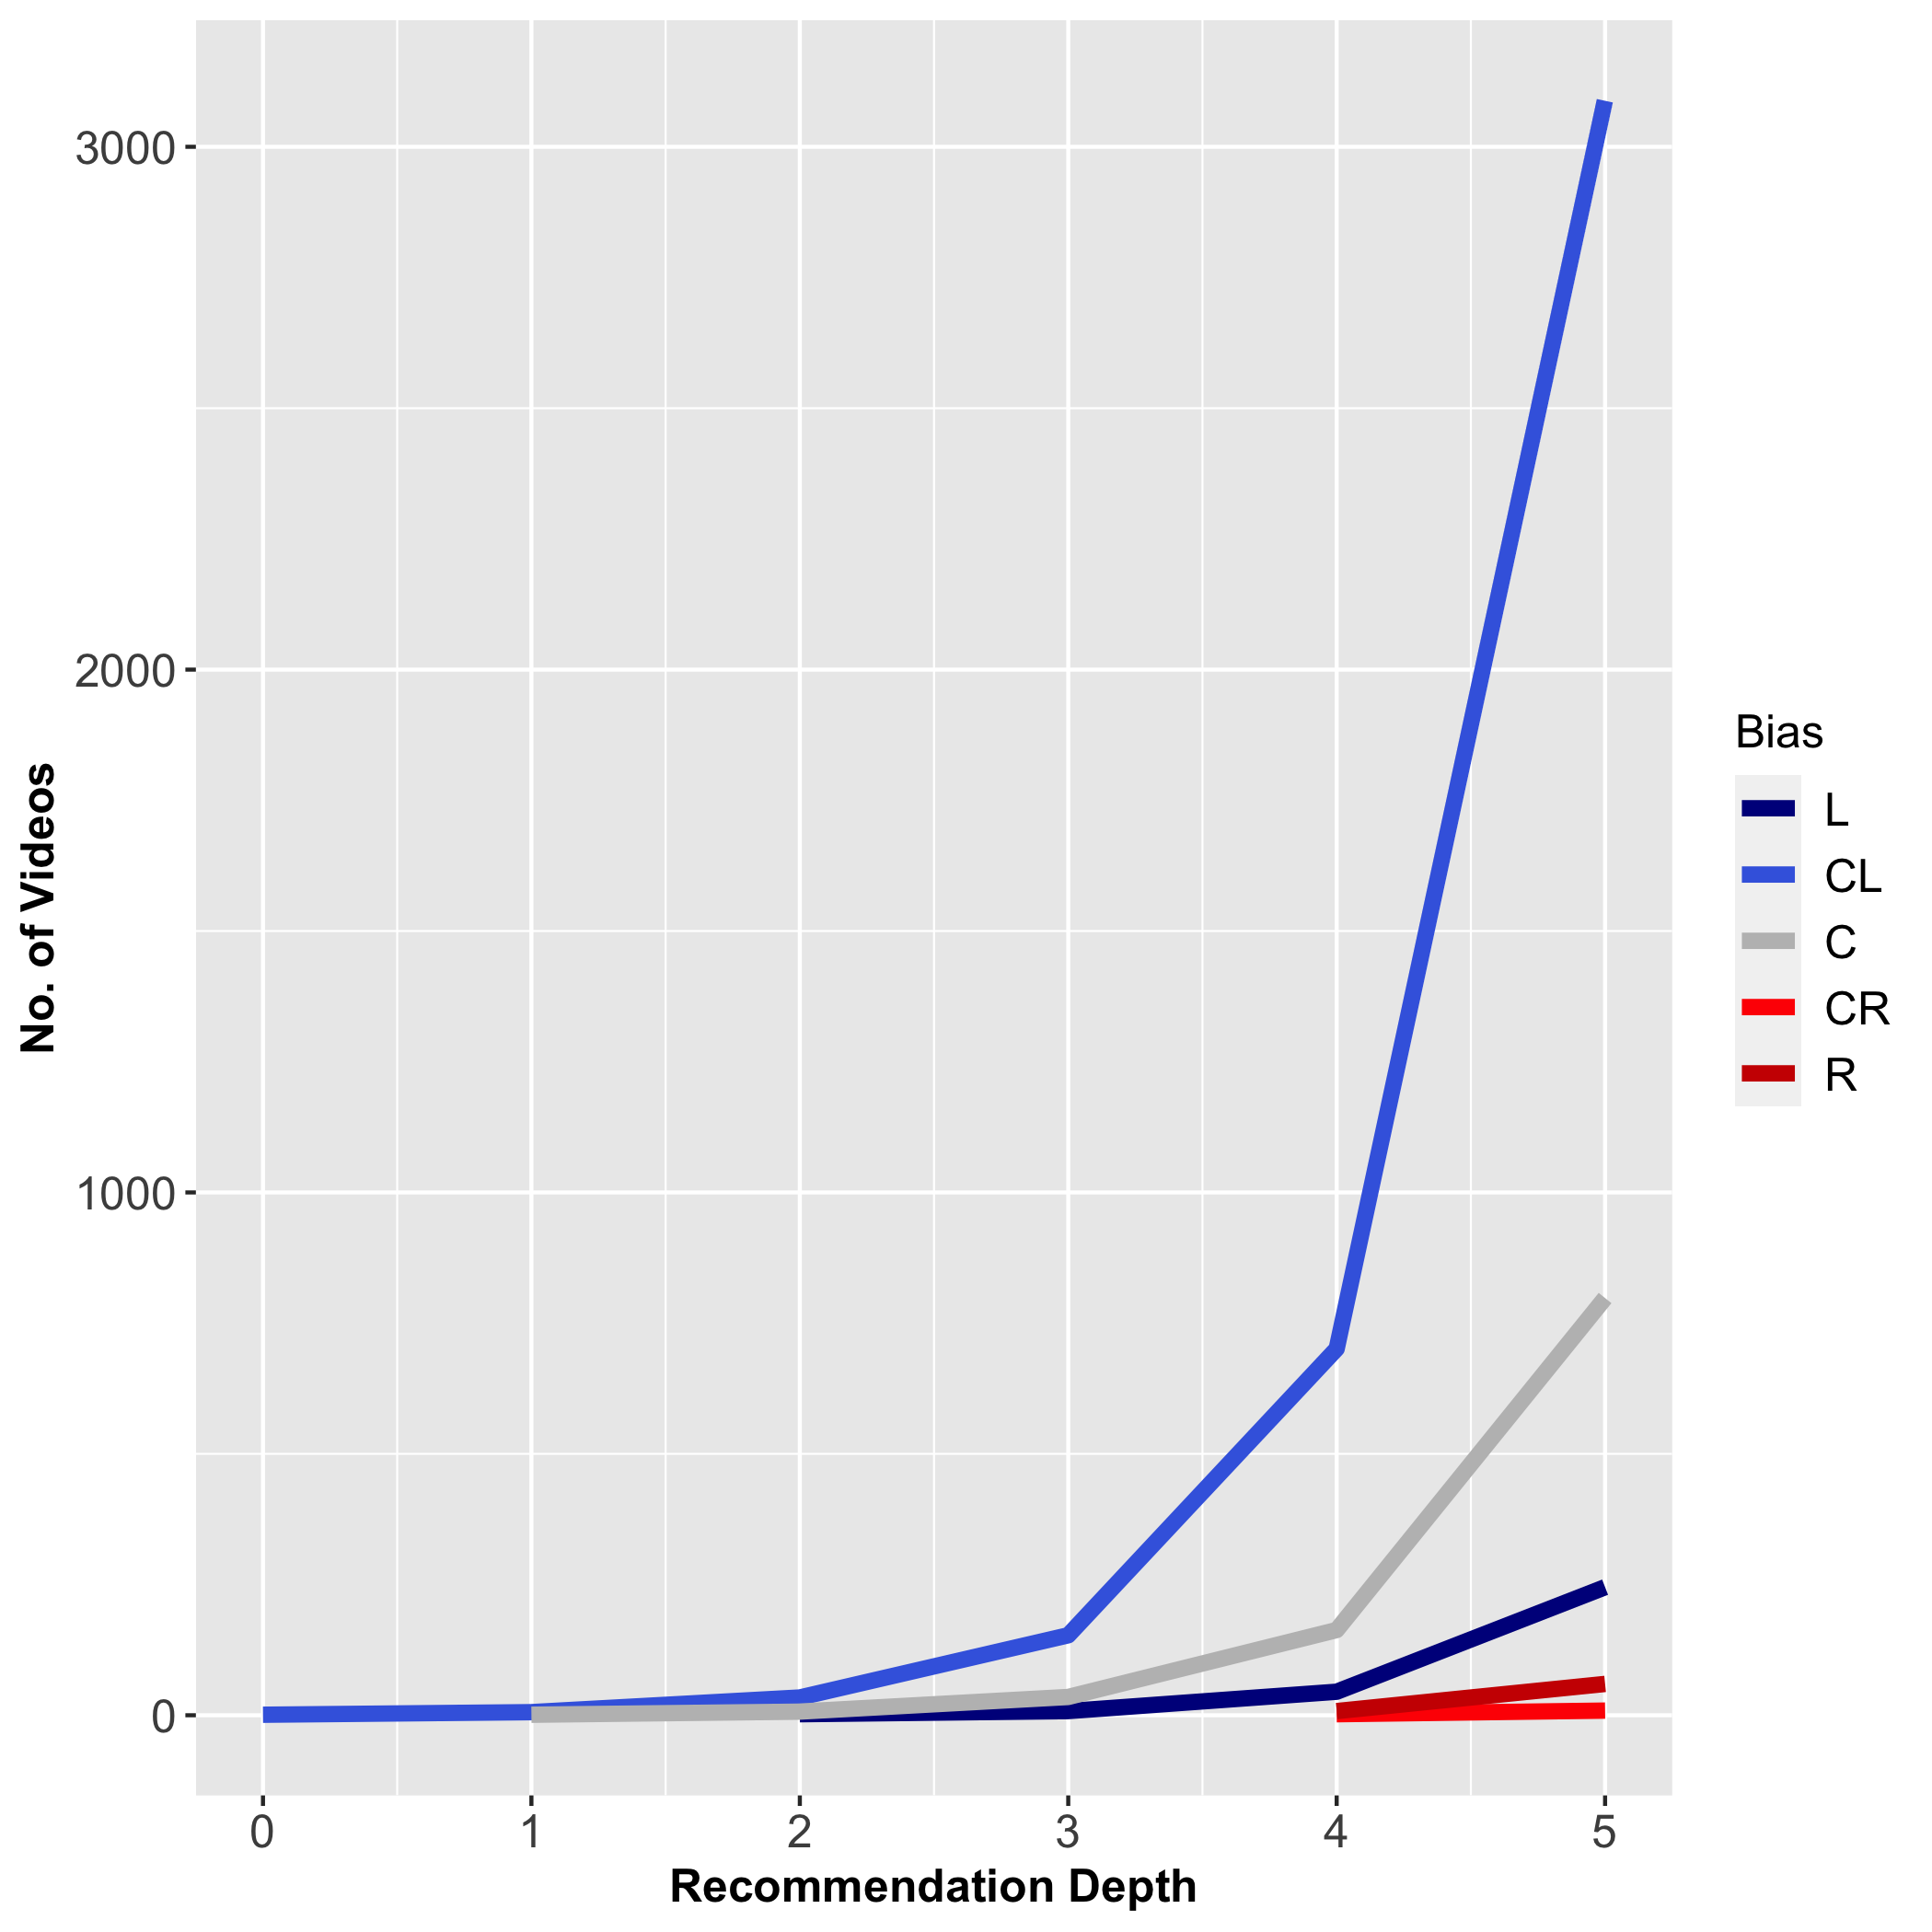 3000
2000
1000
0
No. of Videos
0 1 2 3 4 5
Recommendation Depth
Bias
L
CL
C
CR
R